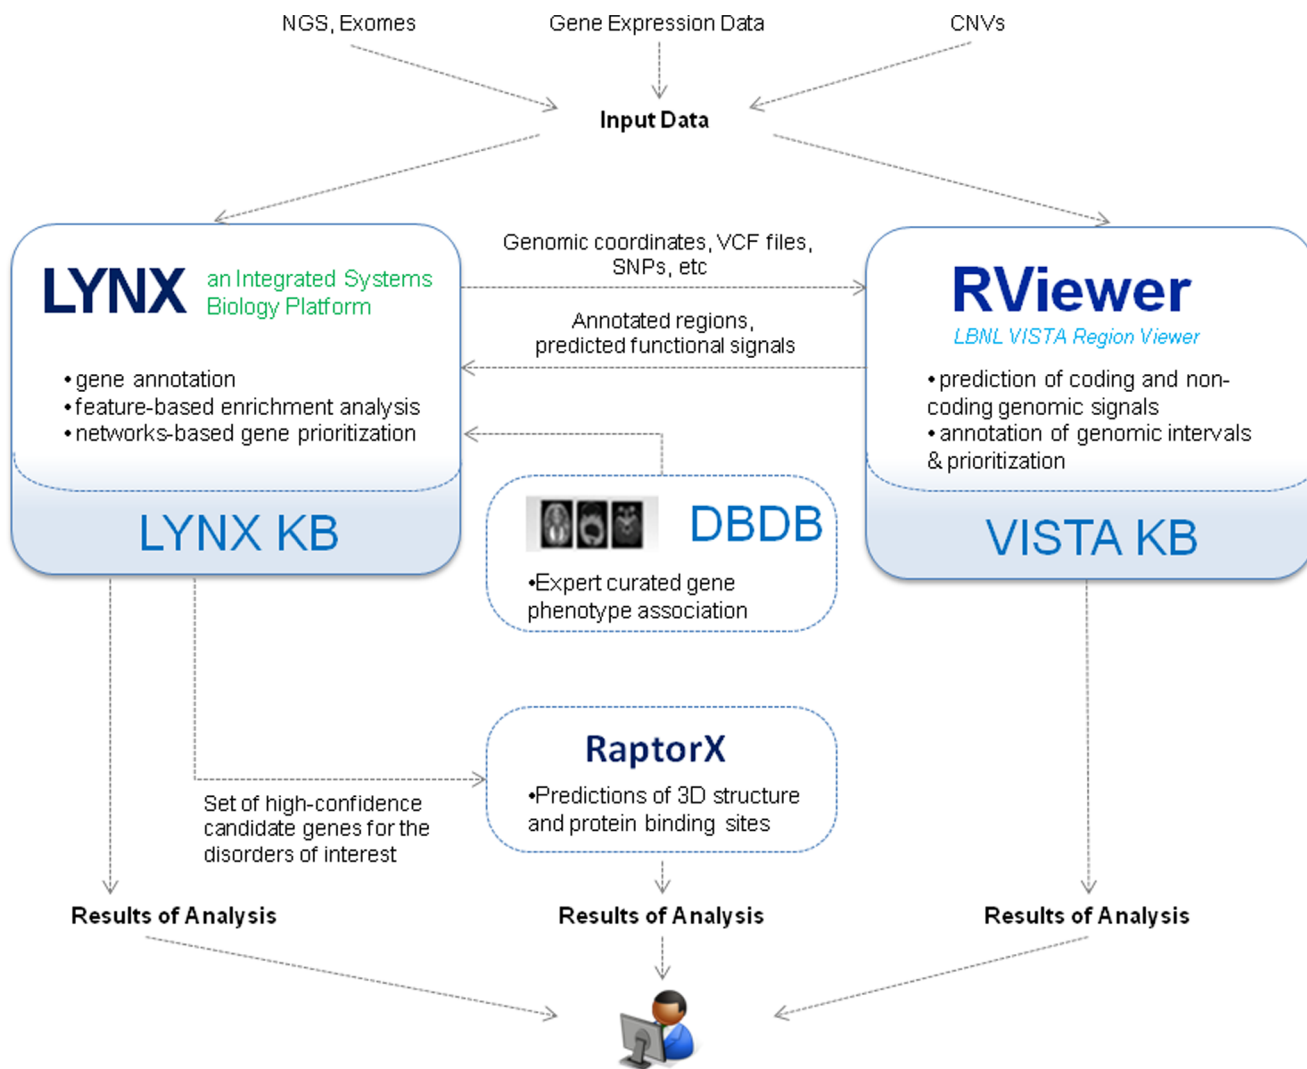 NGS, Exomes
Gene Expression Data
CNVs
Input Data
LYNX
an Integrated Systems
Biology Platform
•gene annotation
•feature-based enrichment analysis
•networks-based gene prioritization
LYNX KB
Genomic coordinates, VCF files,
SNPs, etc
Annotated regions,
predicted functional signals
RViewer
LBNL VISTA Region Viewer
•prediction of coding and non-
coding genomic signals
•annotation of genomic intervals
& prioritization
VISTA KB
DBDB
•Expert curated gene
phenotype association
RaptorX
•Predictions of 3D structure
and protein binding sites
Set of high-confidence
candidate genes for the
disorders of interest
Results of Analysis
Results of Analysis
Results of Analysis